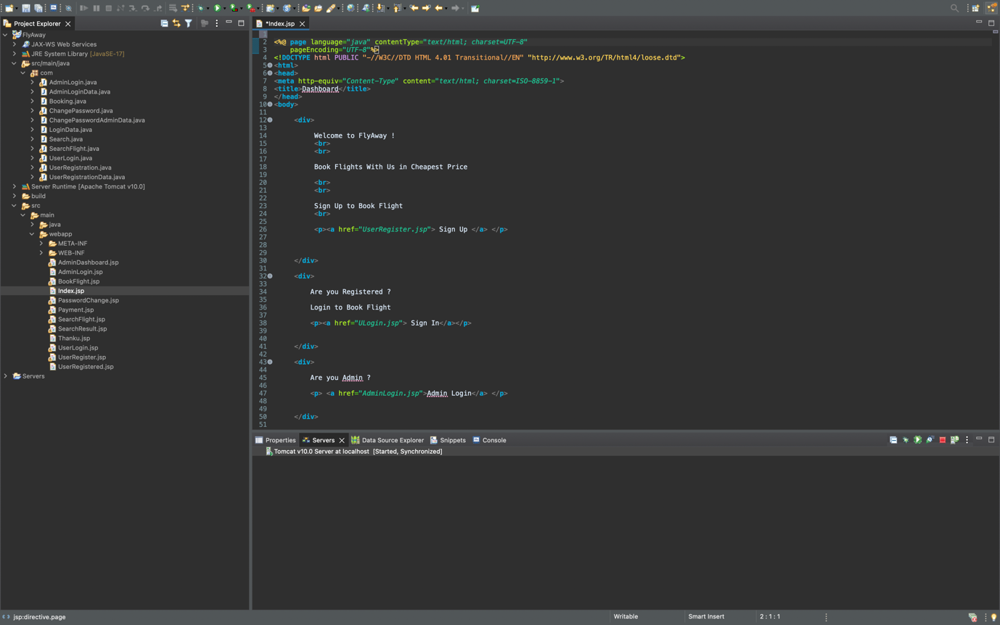 Project Explorer
FlyAway
JAX-WS Web Services
JRE System Library [JavaSE-17]
src/main/java
com
AdminLogin.java
AdminLoginData.java
Booking.java
ChangePassword.java
ChangePasswordAdminData.java
LoginData.java
Search.java
SearchFlight.java
UserLogin.java
UserRegistration.java
UserRegistrationData.java
Server Runtime [Apache Tomcat v10.0]
build
src
main
java
webapp
META-INF
WEB-INF
AdminDashboard.jsp
AdminLogin.jsp
BookFlight.jsp
Index.jsp
PasswordChange.jsp
Payment.jsp
SearchFlight.jsp
SearchResult.jsp
Thanku.jsp
UserLogin.jsp
UserRegister.jsp
UserRegistered.jsp
Servers
*Index.jsp
1
2 <%@ page language="java" contentType="text/html; charset=UTF-8"
3 pageEncoding="UTF-8"%>
4 <!DOCTYPE html PUBLIC "-//W3C//DTD HTML 4.01 Transitional//EN" "http://www.w3.org/TR/html4/loose.dtd">
5 <html>
6 <head>
7 <meta http-equiv="Content-Type" content="text/html; charset=ISO-8859-1">
8 <title>Dashboard</title>
9 </head>
10 <body>
11
12 <div>
13
14 Welcome to FlyAway !
15 <br>
16 <br>
17
18 Book Flights With Us in Cheapest Price
19
20 <br>
21 <br>
22
23 Sign Up to Book Flight
24 <br>
25
26 <p><a href="UserRegister.jsp"> Sign Up </a> </p>
27
28
29
30 </div>
31
32 <div>
33
34 Are you Registered ?
35
36 Login to Book Flight
37
38 <p><a href="ULogin.jsp"> Sign In</a></p>
39
40
41 </div>
42
43 <div>
44
45 Are you Admin ?
46
47 <p> <a href="AdminLogin.jsp">Admin Login</a> </p>
48
49
50 </div>
51
Properties Servers Data Source Explorer Snippets Console
Tomcat v10.0 Server at localhost [Started, Synchronized]
jsp:directive.page Writable Smart Insert 2 : 1 : 1